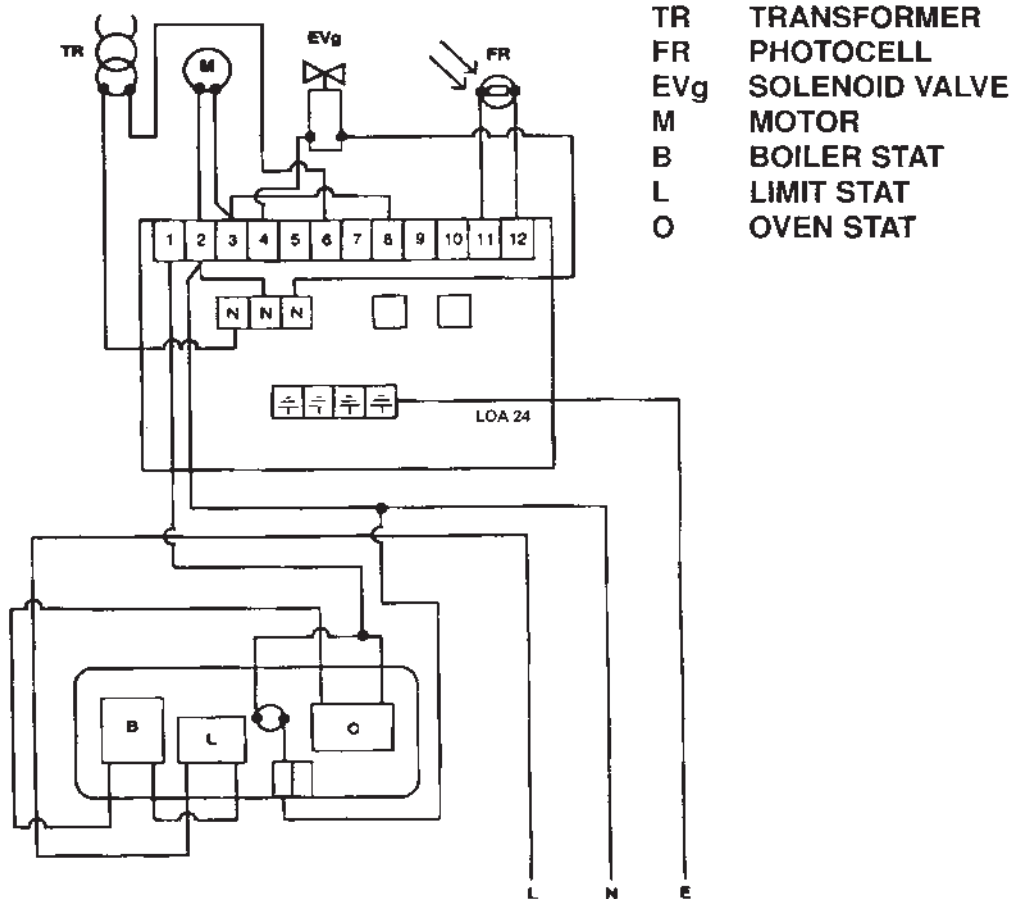 TR TRANSFORMER
FR PHOTOCELL
EVg SOLENOID VALVE
M MOTOR
B BOILER STAT
L LIMIT STAT
O OVEN STAT
TR
M
EVg
FR
1 2 3 4 5 6 7 8 9 10 11 12
N N N
LOA 24
B
L
O
L N E